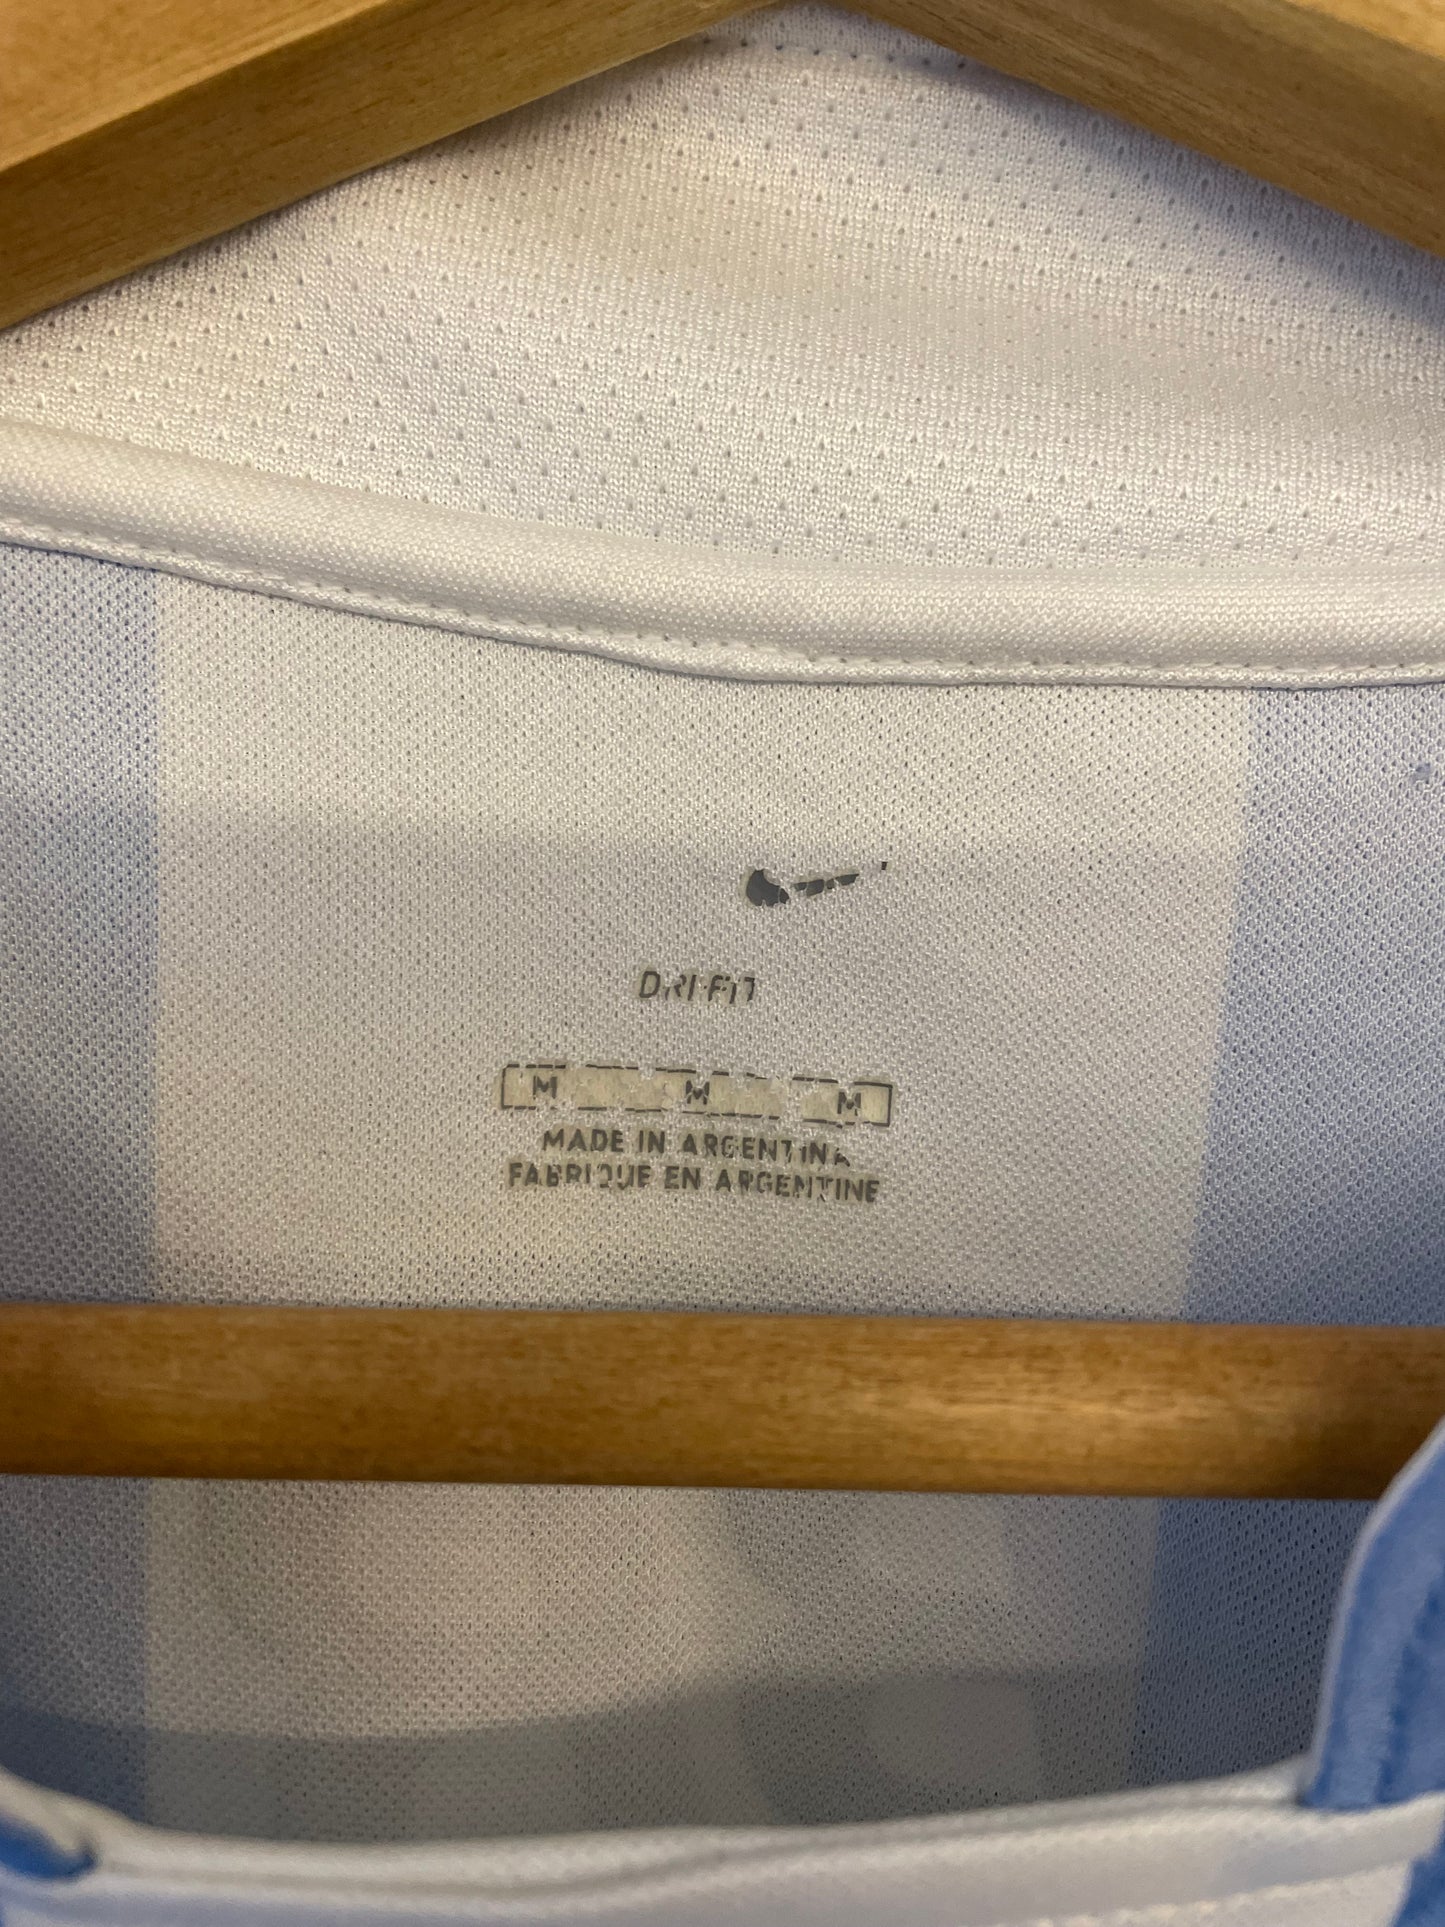 DRI-FIT
M M M
MADE IN ARGENTINA
FABRIQUE EN ARGENTINE